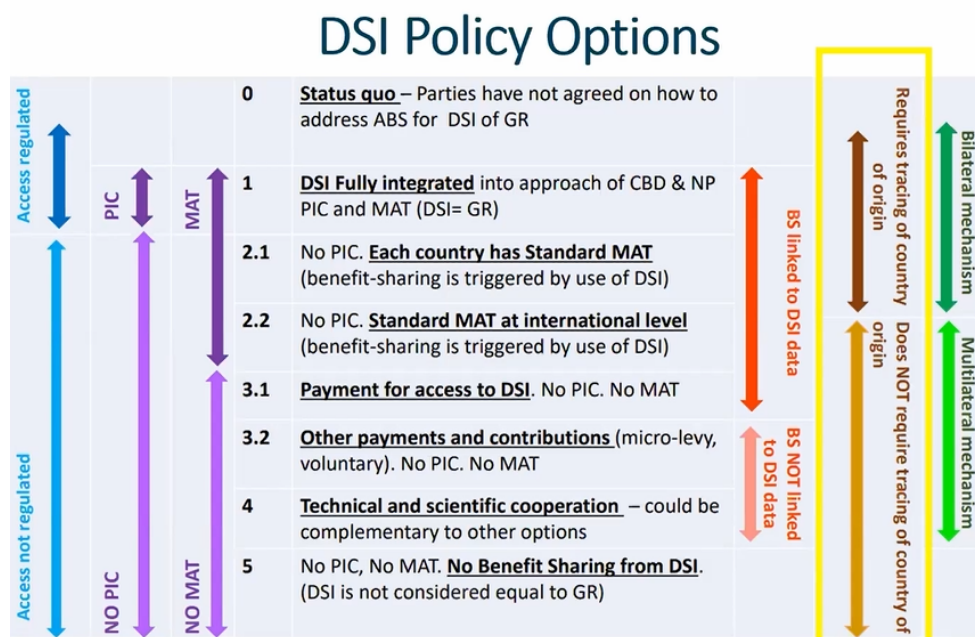 DSI Policy Options
Access regulated
Access not regulated
PIC
NO PIC
MAT
NO MAT
0 Status quo – Parties have not agreed on how to
address ABS for DSI of GR
1 DSI Fully integrated into approach of CBD & NP
PIC and MAT (DSI= GR)
2.1 No PIC. Each country has Standard MAT
(benefit-sharing is triggered by use of DSI)
2.2 No PIC. Standard MAT at international level
(benefit-sharing is triggered by use of DSI)
3.1 Payment for access to DSI. No PIC. No MAT
3.2 Other payments and contributions (micro-levy,
voluntary). No PIC. No MAT
4 Technical and scientific cooperation – could be
complementary to other options
5 No PIC, No MAT. No Benefit Sharing from DSI.
(DSI is not considered equal to GR)
BS linked to DSI data
BS NOT linked
to DSI data
Requires tracing of country
of origin
Does NOT require tracing of country of
origin
Bilateral mechanism
Multilateral mechanism